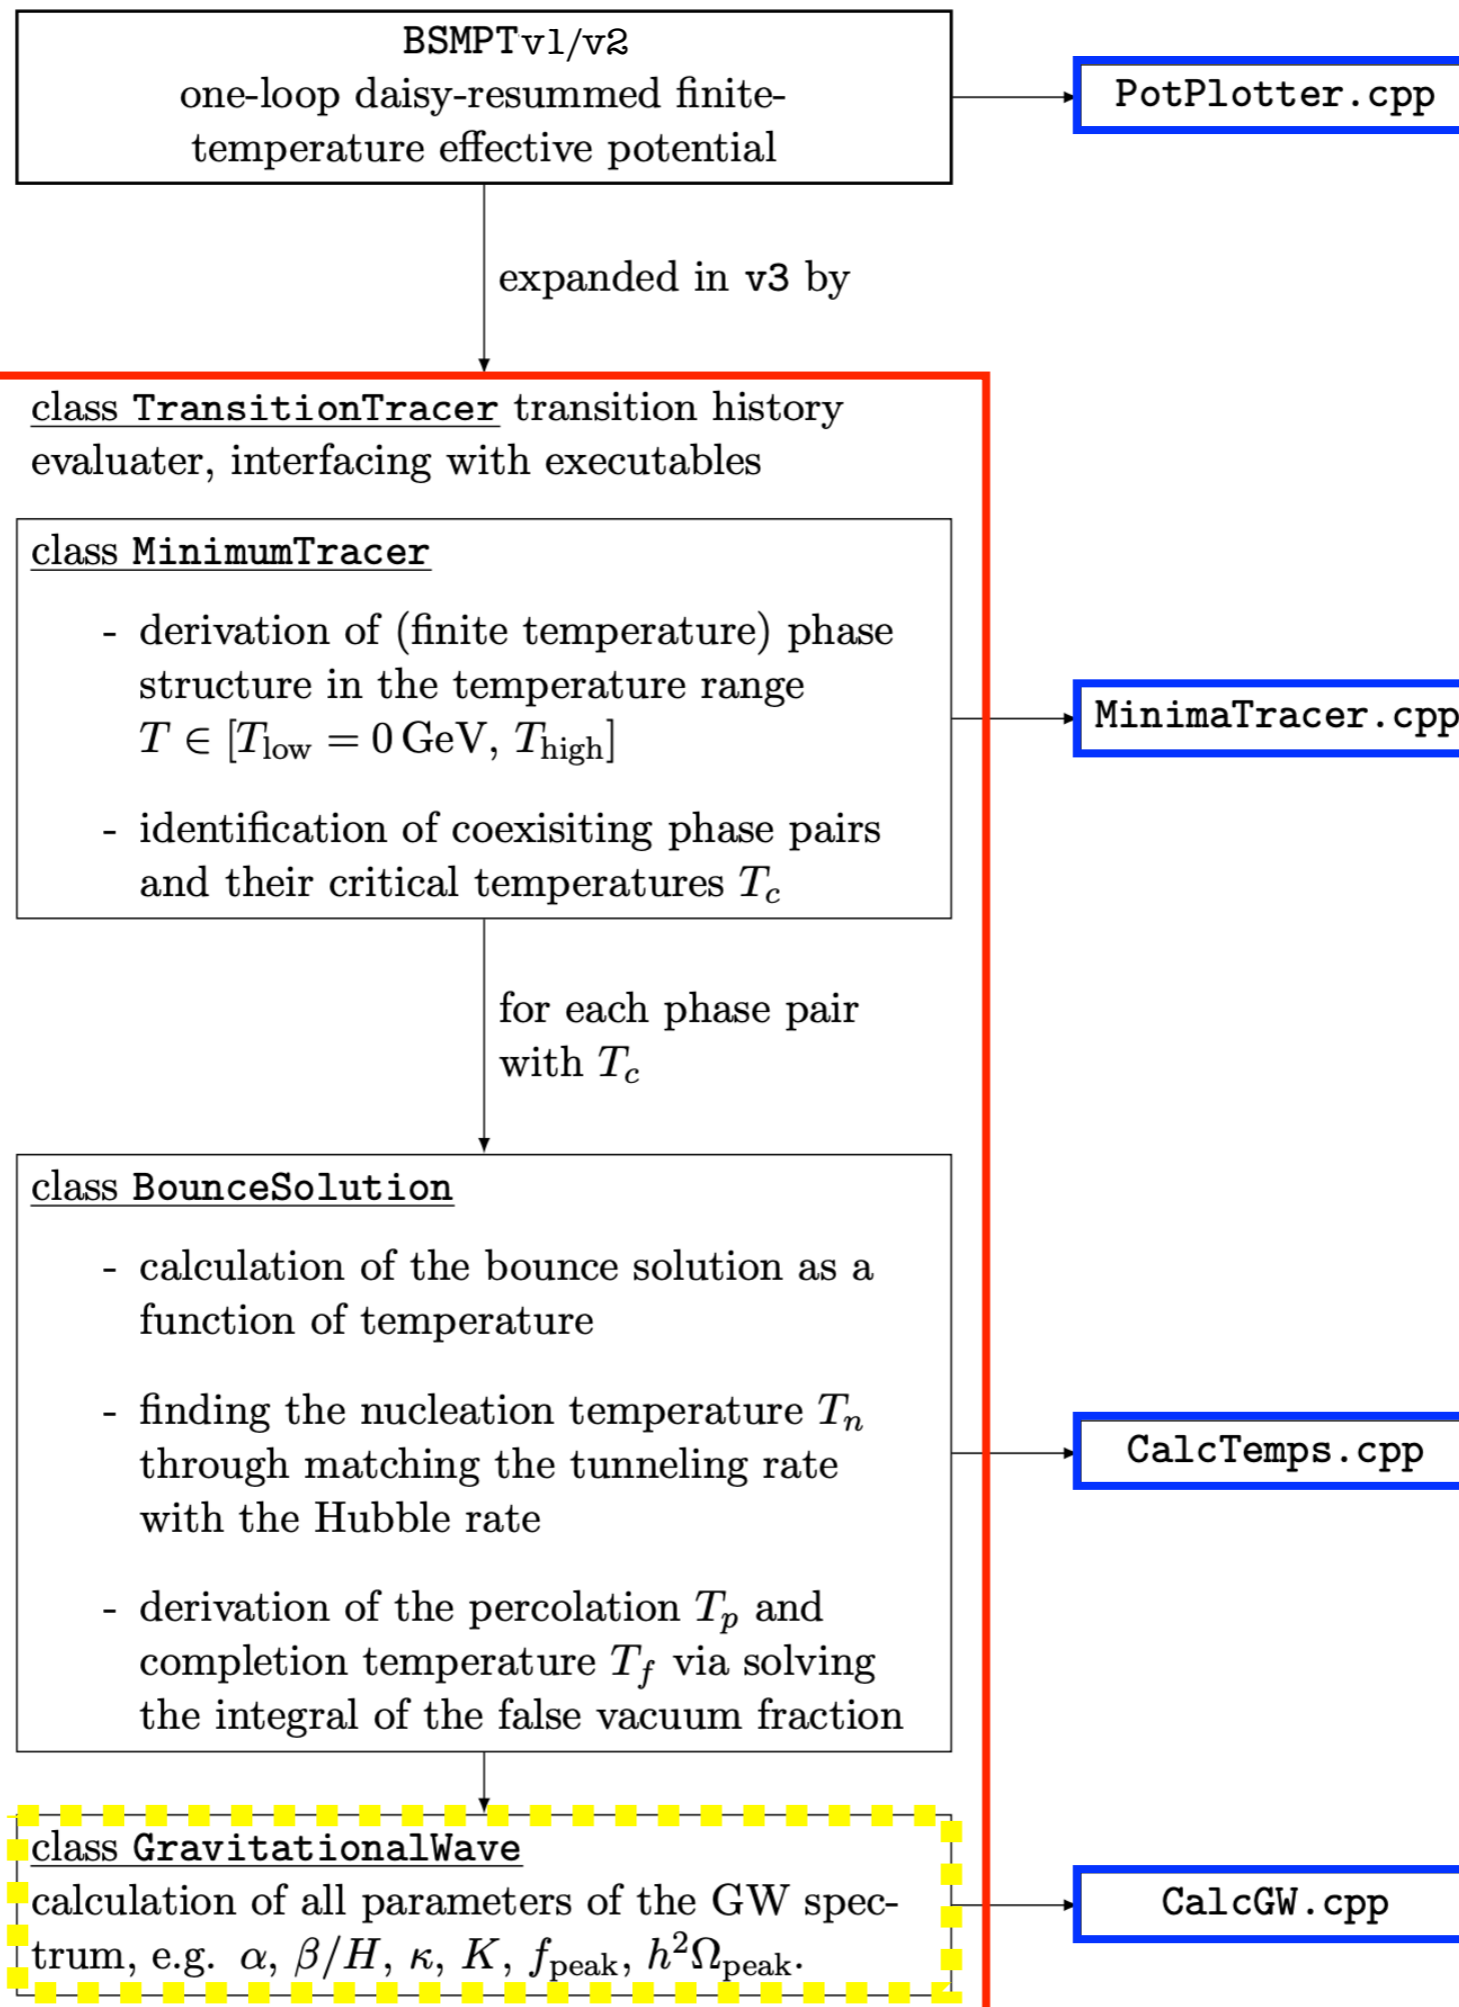 BSMPTv1/v2
one-loop daisy-resummed finite-
temperature effective potential
PotPlotter.cpp
expanded in v3 by
class TransitionTracer transition history
evaluater, interfacing with executables
class MinimumTracer
- derivation of (finite temperature) phase
structure in the temperature range
T ∈ [T_low = 0 GeV, T_high]
- identification of coexisiting phase pairs
and their critical temperatures T_c
MinimaTracer.cpp
for each phase pair
with T_c
class BounceSolution
- calculation of the bounce solution as a
function of temperature
- finding the nucleation temperature T_n
through matching the tunneling rate
with the Hubble rate
- derivation of the percolation T_p and
completion temperature T_f via solving
the integral of the false vacuum fraction
CalcTemps.cpp
class GravitationalWave
calculation of all parameters of the GW spec-
trum, e.g. α, β/H, κ, K, f_peak, h²Ω_peak.
CalcGW.cpp